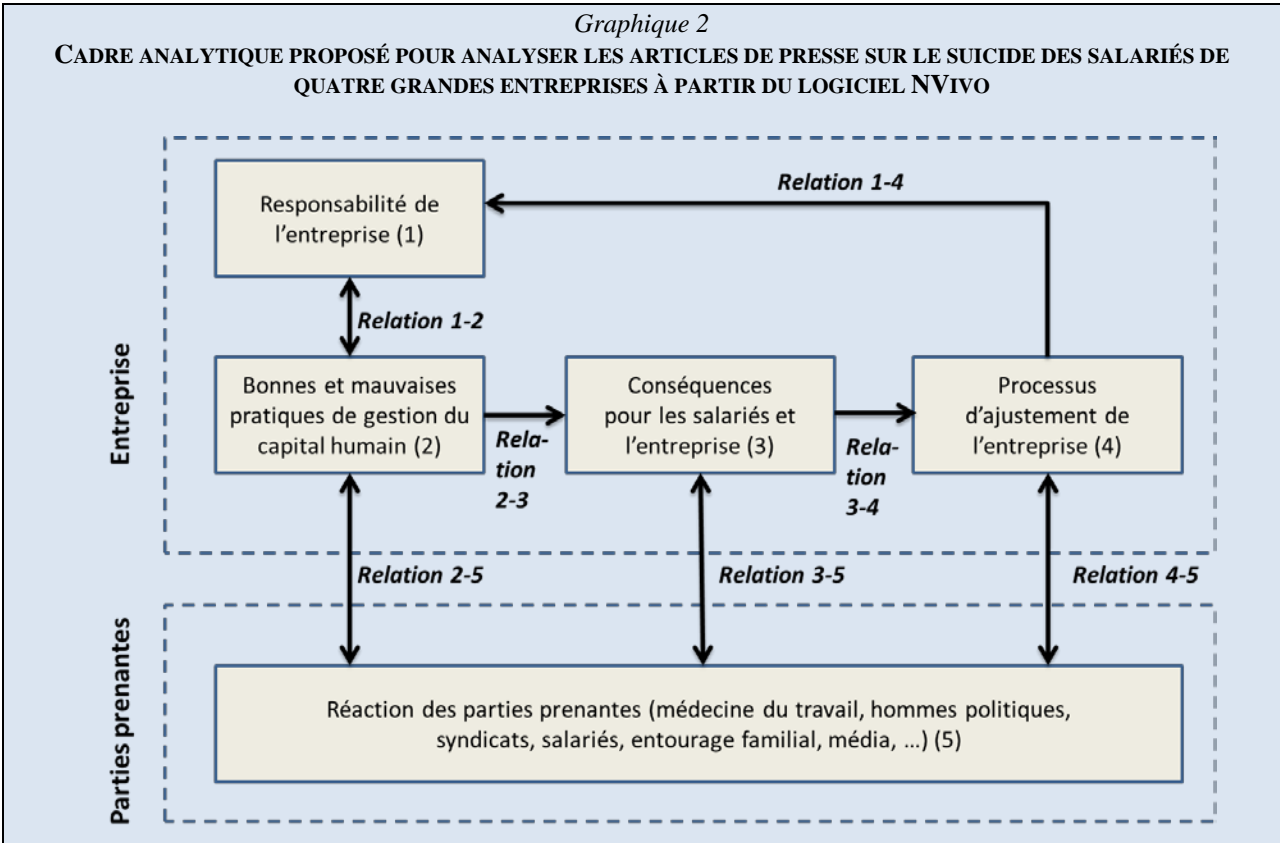 Graphique 2
CADRE ANALYTIQUE PROPOSÉ POUR ANALYSER LES ARTICLES DE PRESSE SUR LE SUICIDE DES SALARIÉS DE
QUATRE GRANDES ENTREPRISES À PARTIR DU LOGICIEL NVIVO
Entreprise
Responsabilité de
l'entreprise (1)
Relation 1-4
Relation 1-2
Bonnes et mauvaises
pratiques de gestion du
capital humain (2)
Rela-
tion
2-3
Conséquences
pour les salariés et
l'entreprise (3)
Rela-
tion
3-4
Processus
d'ajustement de
l'entreprise (4)
Relation 2-5
Relation 3-5
Relation 4-5
Parties prenantes
Réaction des parties prenantes (médecine du travail, hommes politiques,
syndicats, salariés, entourage familial, média, ...) (5)